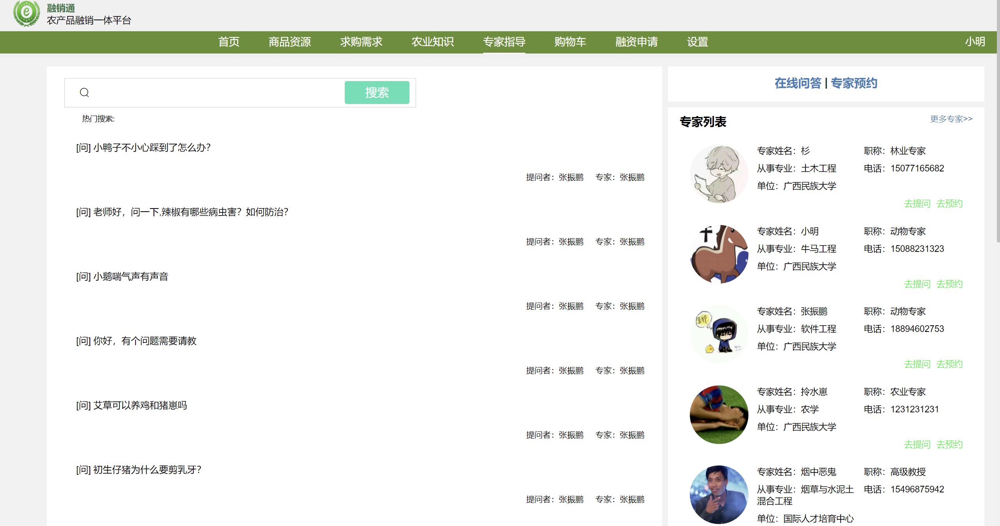 融销通
农产品融销一体平台
首页 商品资源 求购需求 农业知识 专家指导 购物车 融资申请 设置 小明
搜索
热门搜索:
[问] 小鸭子不小心踩到了怎么办？
提问者：张振鹏 专家：张振鹏
[问] 老师好，问一下,辣椒有哪些病虫害？如何防治？
提问者：张振鹏 专家：张振鹏
[问] 小鹅喘气声有声音
提问者：张振鹏 专家：张振鹏
[问] 你好，有个问题需要请教
提问者：张振鹏 专家：张振鹏
[问] 艾草可以养鸡和猪崽吗
提问者：张振鹏 专家：张振鹏
[问] 初生仔猪为什么要剪乳牙？
提问者：张振鹏 专家：张振鹏
在线问答 | 专家预约
专家列表 更多专家>>
专家姓名：杉 职称：林业专家
从事专业：土木工程 电话：15077165682
单位：广西民族大学
去提问 去预约
专家姓名：小明 职称：动物专家
从事专业：牛马工程 电话：15088231323
单位：广西民族大学
去提问 去预约
专家姓名：张振鹏 职称：动物专家
从事专业：软件工程 电话：18894602753
单位：广西民族大学
去提问 去预约
专家姓名：拎水崽 职称：农业专家
从事专业：农学 电话：1231231231
单位：广西民族大学
去提问 去预约
专家姓名：烟中恶鬼 职称：高级教授
从事专业：烟草与水泥土 电话：15496875942
混合工程
单位：国际人才培育中心